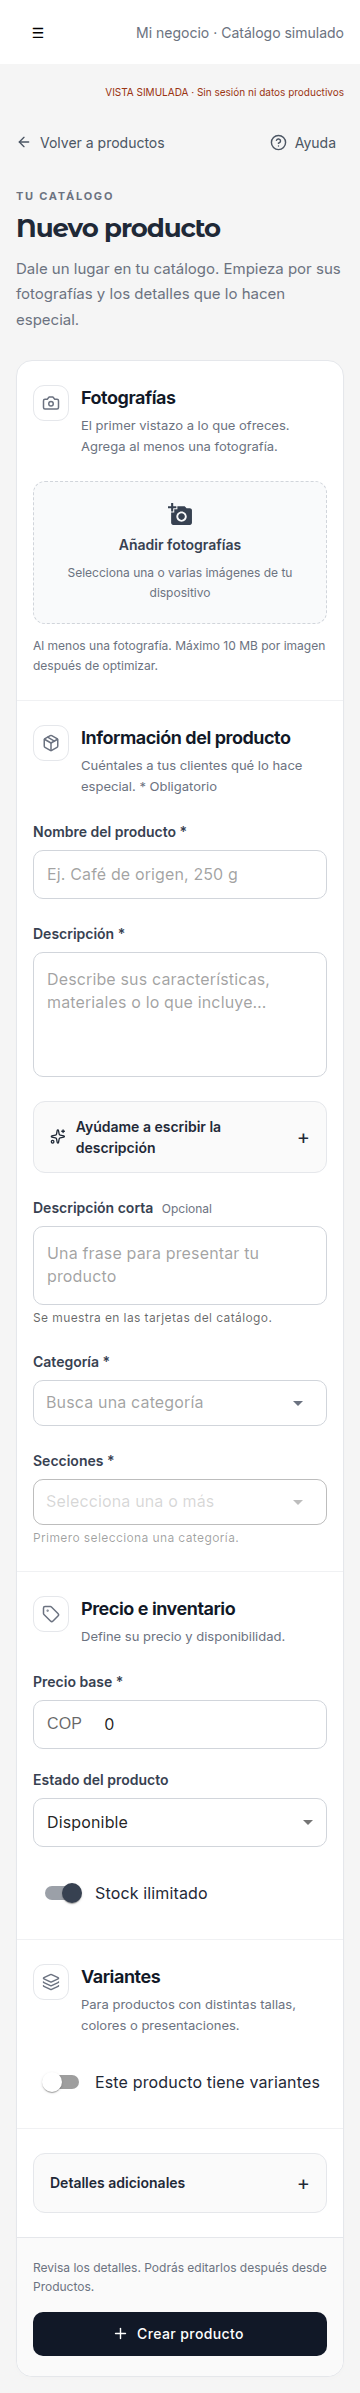 ☰ Mi negocio · Catálogo simulado
VISTA SIMULADA · Sin sesión ni datos productivos
← Volver a productos
Ayuda
TU CATÁLOGO
Nuevo producto
Dale un lugar en tu catálogo. Empieza por sus
fotografías y los detalles que lo hacen
especial.
Fotografías
El primer vistazo a lo que ofreces.
Agrega al menos una fotografía.
Añadir fotografías
Selecciona una o varias imágenes de tu
dispositivo
Al menos una fotografía. Máximo 10 MB por imagen
después de optimizar.
Información del producto
Cuéntales a tus clientes qué lo hace
especial. * Obligatorio
Nombre del producto *
Ej. Café de origen, 250 g
Descripción *
Describe sus características,
materiales o lo que incluye...
Ayúdame a escribir la
descripción
+
Descripción corta Opcional
Una frase para presentar tu
producto
Se muestra en las tarjetas del catálogo.
Categoría *
Busca una categoría
Secciones *
Selecciona una o más
Primero selecciona una categoría.
Precio e inventario
Define su precio y disponibilidad.
Precio base *
COP 0
Estado del producto
Disponible
Stock ilimitado
Variantes
Para productos con distintas tallas,
colores o presentaciones.
Este producto tiene variantes
Detalles adicionales +
Revisa los detalles. Podrás editarlos después desde
Productos.
+ Crear producto